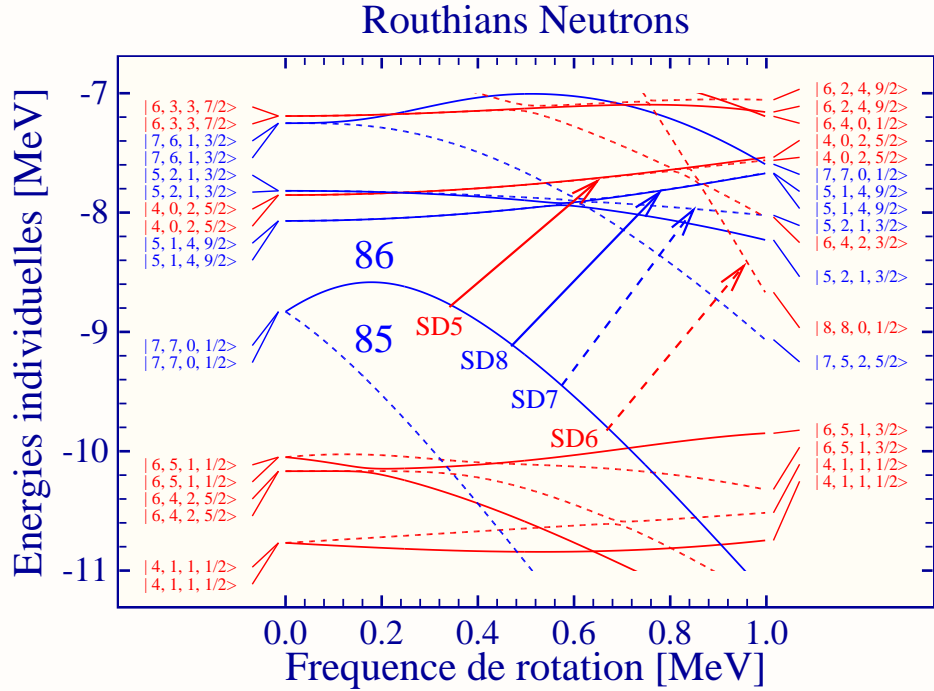 Routhians Neutrons
Energies individuelles [MeV]
-7
-8
-9
-10
-11
| 6, 3, 3, 7/2>
| 6, 3, 3, 7/2>
| 7, 6, 1, 3/2>
| 7, 6, 1, 3/2>
| 5, 2, 1, 3/2>
| 5, 2, 1, 3/2>
| 4, 0, 2, 5/2>
| 4, 0, 2, 5/2>
| 5, 1, 4, 9/2>
| 5, 1, 4, 9/2>
| 7, 7, 0, 1/2>
| 7, 7, 0, 1/2>
| 6, 5, 1, 1/2>
| 6, 5, 1, 1/2>
| 6, 4, 2, 5/2>
| 6, 4, 2, 5/2>
| 4, 1, 1, 1/2>
| 4, 1, 1, 1/2>
86
85
SD5
SD8
SD7
SD6
| 6, 2, 4, 9/2>
| 6, 2, 4, 9/2>
| 6, 4, 0, 1/2>
| 4, 0, 2, 5/2>
| 4, 0, 2, 5/2>
| 7, 7, 0, 1/2>
| 5, 1, 4, 9/2>
| 5, 1, 4, 9/2>
| 5, 2, 1, 3/2>
| 6, 4, 2, 3/2>
| 5, 2, 1, 3/2>
| 8, 8, 0, 1/2>
| 7, 5, 2, 5/2>
| 6, 5, 1, 3/2>
| 6, 5, 1, 3/2>
| 4, 1, 1, 1/2>
| 4, 1, 1, 1/2>
0.0 0.2 0.4 0.6 0.8 1.0
Frequence de rotation [MeV]